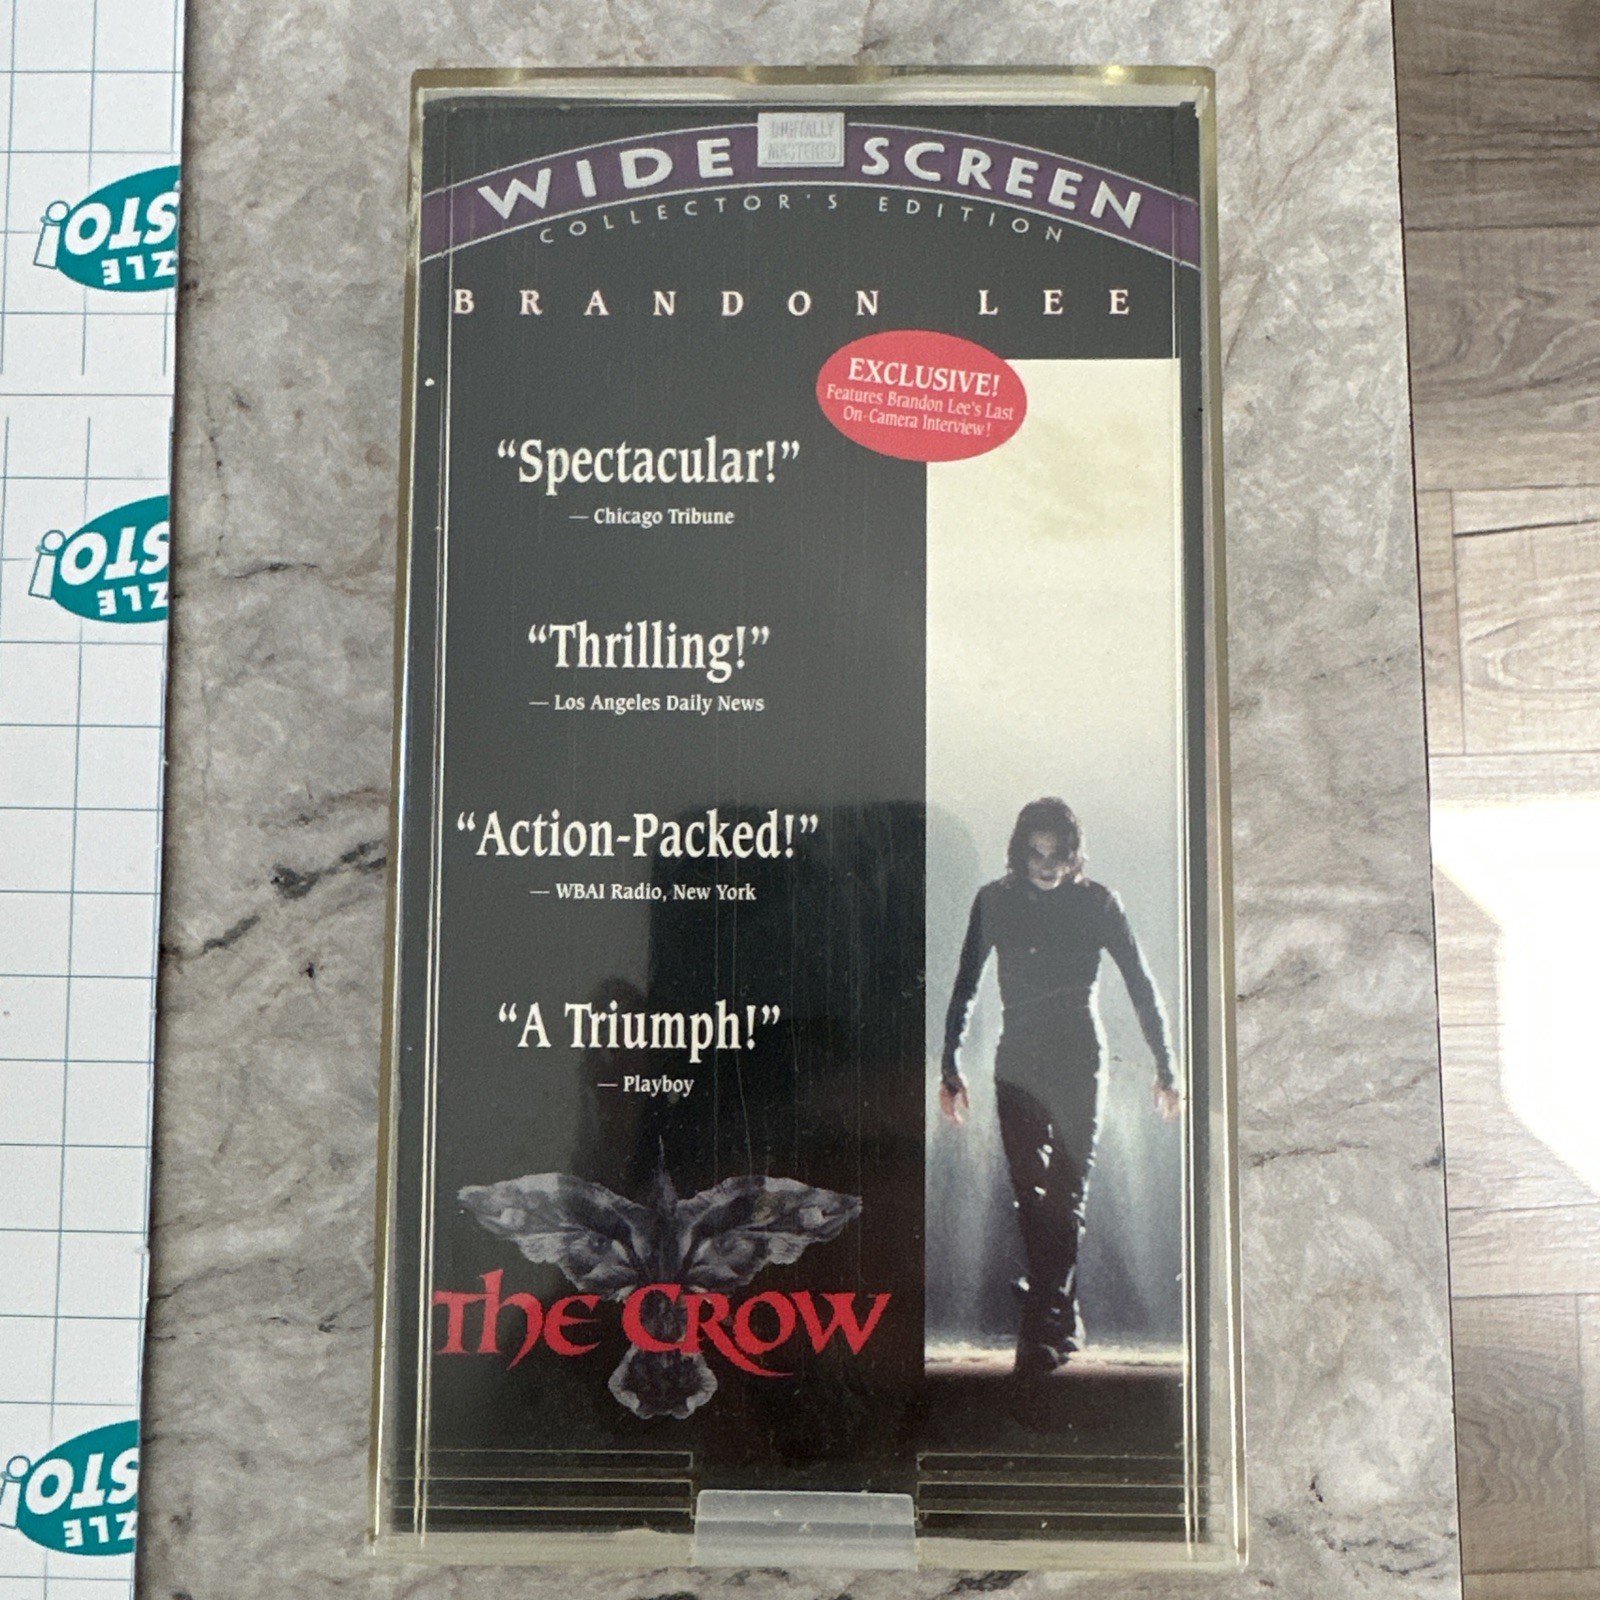 WIDE DIGITALLY MASTERED SCREEN
COLLECTOR'S EDITION
BRANDON LEE
EXCLUSIVE!
Features Brandon Lee's Last
On-Camera Interview!
“Spectacular!”
— Chicago Tribune
“Thrilling!”
— Los Angeles Daily News
“Action-Packed!”
— WBAI Radio, New York
“A Triumph!”
— Playboy
THE CROW